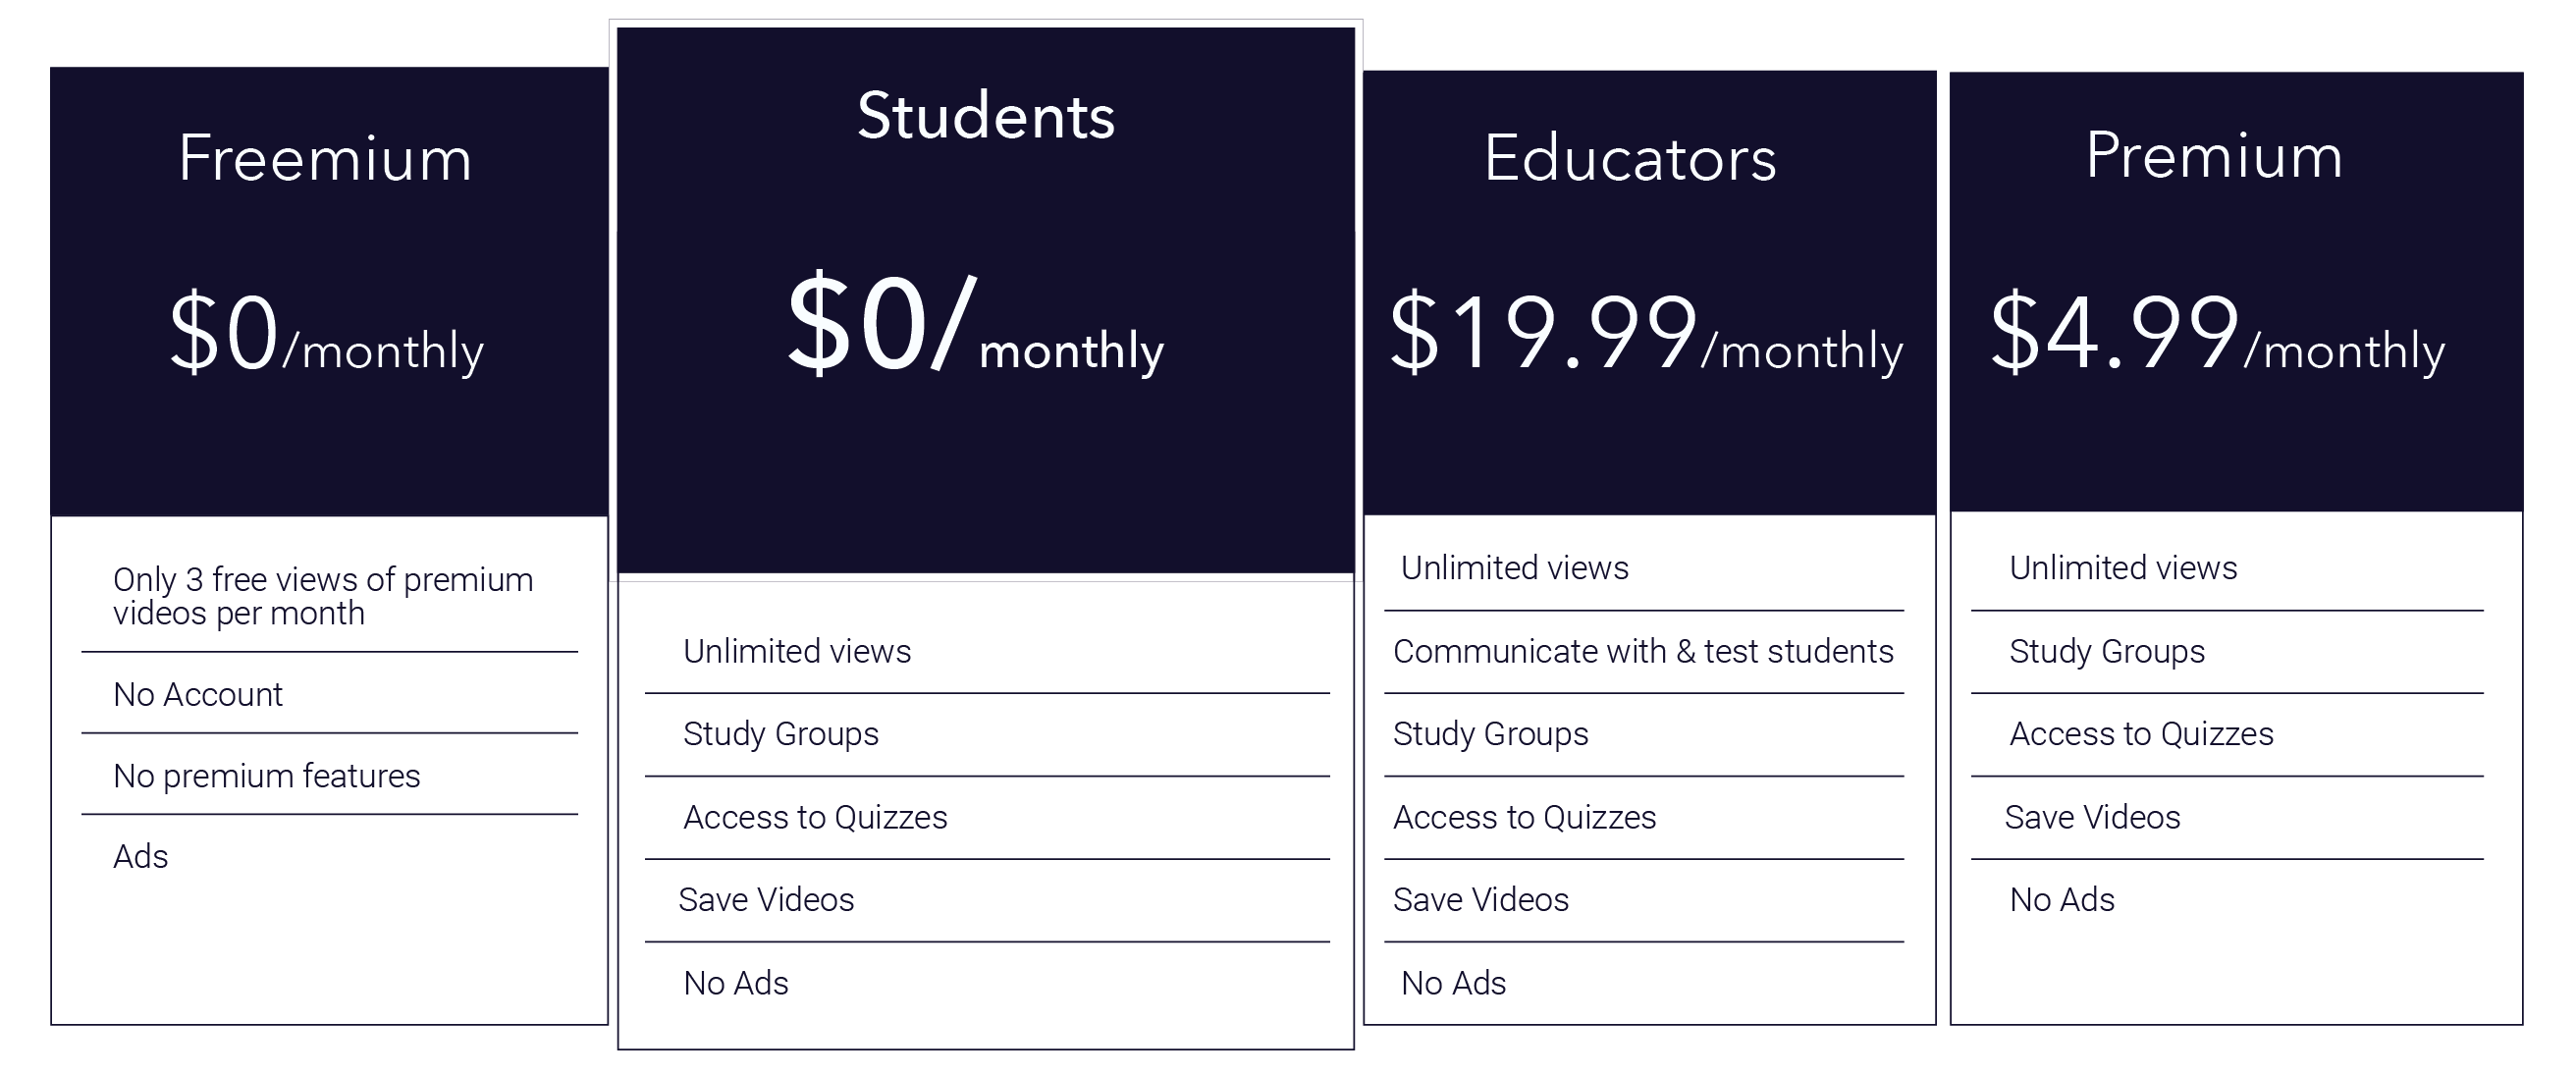 Freemium
$0/monthly
Only 3 free views of premium
videos per month
No Account
No premium features
Ads
Students
$0/monthly
Unlimited views
Study Groups
Access to Quizzes
Save Videos
No Ads
Educators
$19.99/monthly
Unlimited views
Communicate with & test students
Study Groups
Access to Quizzes
Save Videos
No Ads
Premium
$4.99/monthly
Unlimited views
Study Groups
Access to Quizzes
Save Videos
No Ads